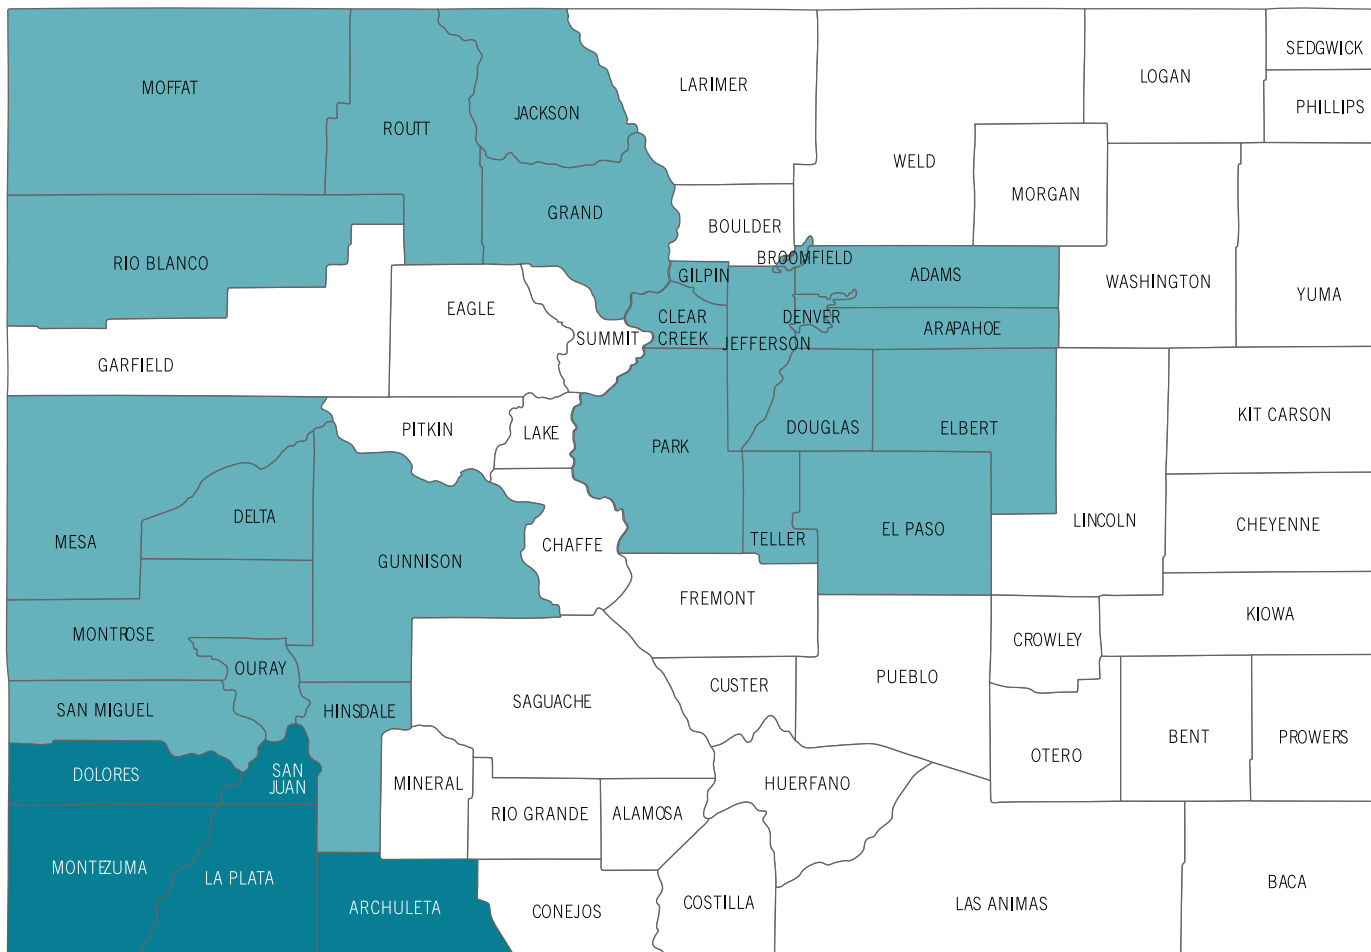 SEDGWICK
LOGAN
LARIMER
MOFFAT
PHILLIPS
JACKSON
ROUTT
WELD
MORGAN
GRAND
BOULDER
BROOMFIELD
RIO BLANCO
GILPIN
ADAMS
WASHINGTON
YUMA
EAGLE
CLEAR
CREEK
DENVER
ARAPAHOE
SUMMIT
JEFFERSON
GARFIELD
KIT CARSON
PITKIN
LAKE
DOUGLAS
ELBERT
PARK
DELTA
LINCOLN
CHEYENNE
EL PASO
TELLER
MESA
CHAFFE
GUNNISON
FREMONT
KIOWA
MONTROSE
CROWLEY
OURAY
PUEBLO
CUSTER
SAGUACHE
SAN MIGUEL
HINSDALE
BENT
PROWERS
OTERO
DOLORES
SAN
JUAN
MINERAL
HUERFANO
RIO GRANDE
ALAMOSA
MONTEZUMA
LA PLATA
BACA
ARCHULETA
CONEJOS
COSTILLA
LAS ANIMAS